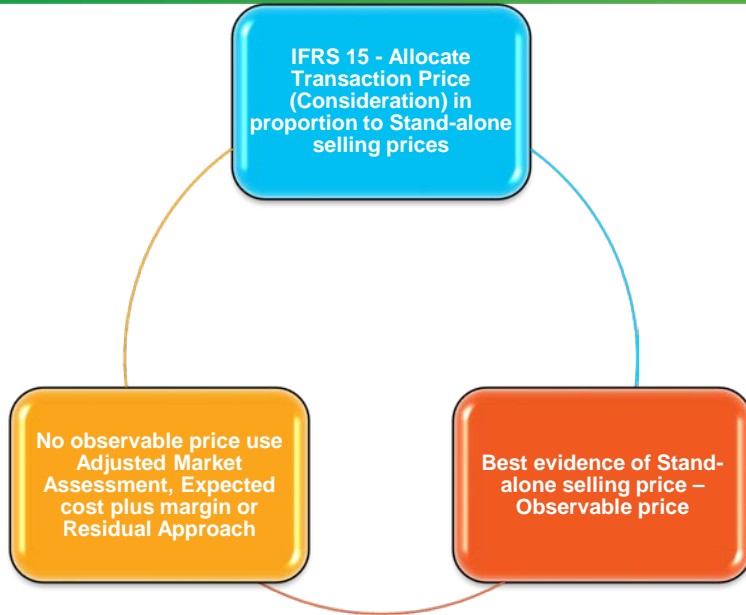 IFRS 15 - Allocate
Transaction Price
(Consideration) in
proportion to Stand-alone
selling prices
No observable price use
Adjusted Market
Assessment, Expected
cost plus margin or
Residual Approach
Best evidence of Stand-
alone selling price –
Observable price